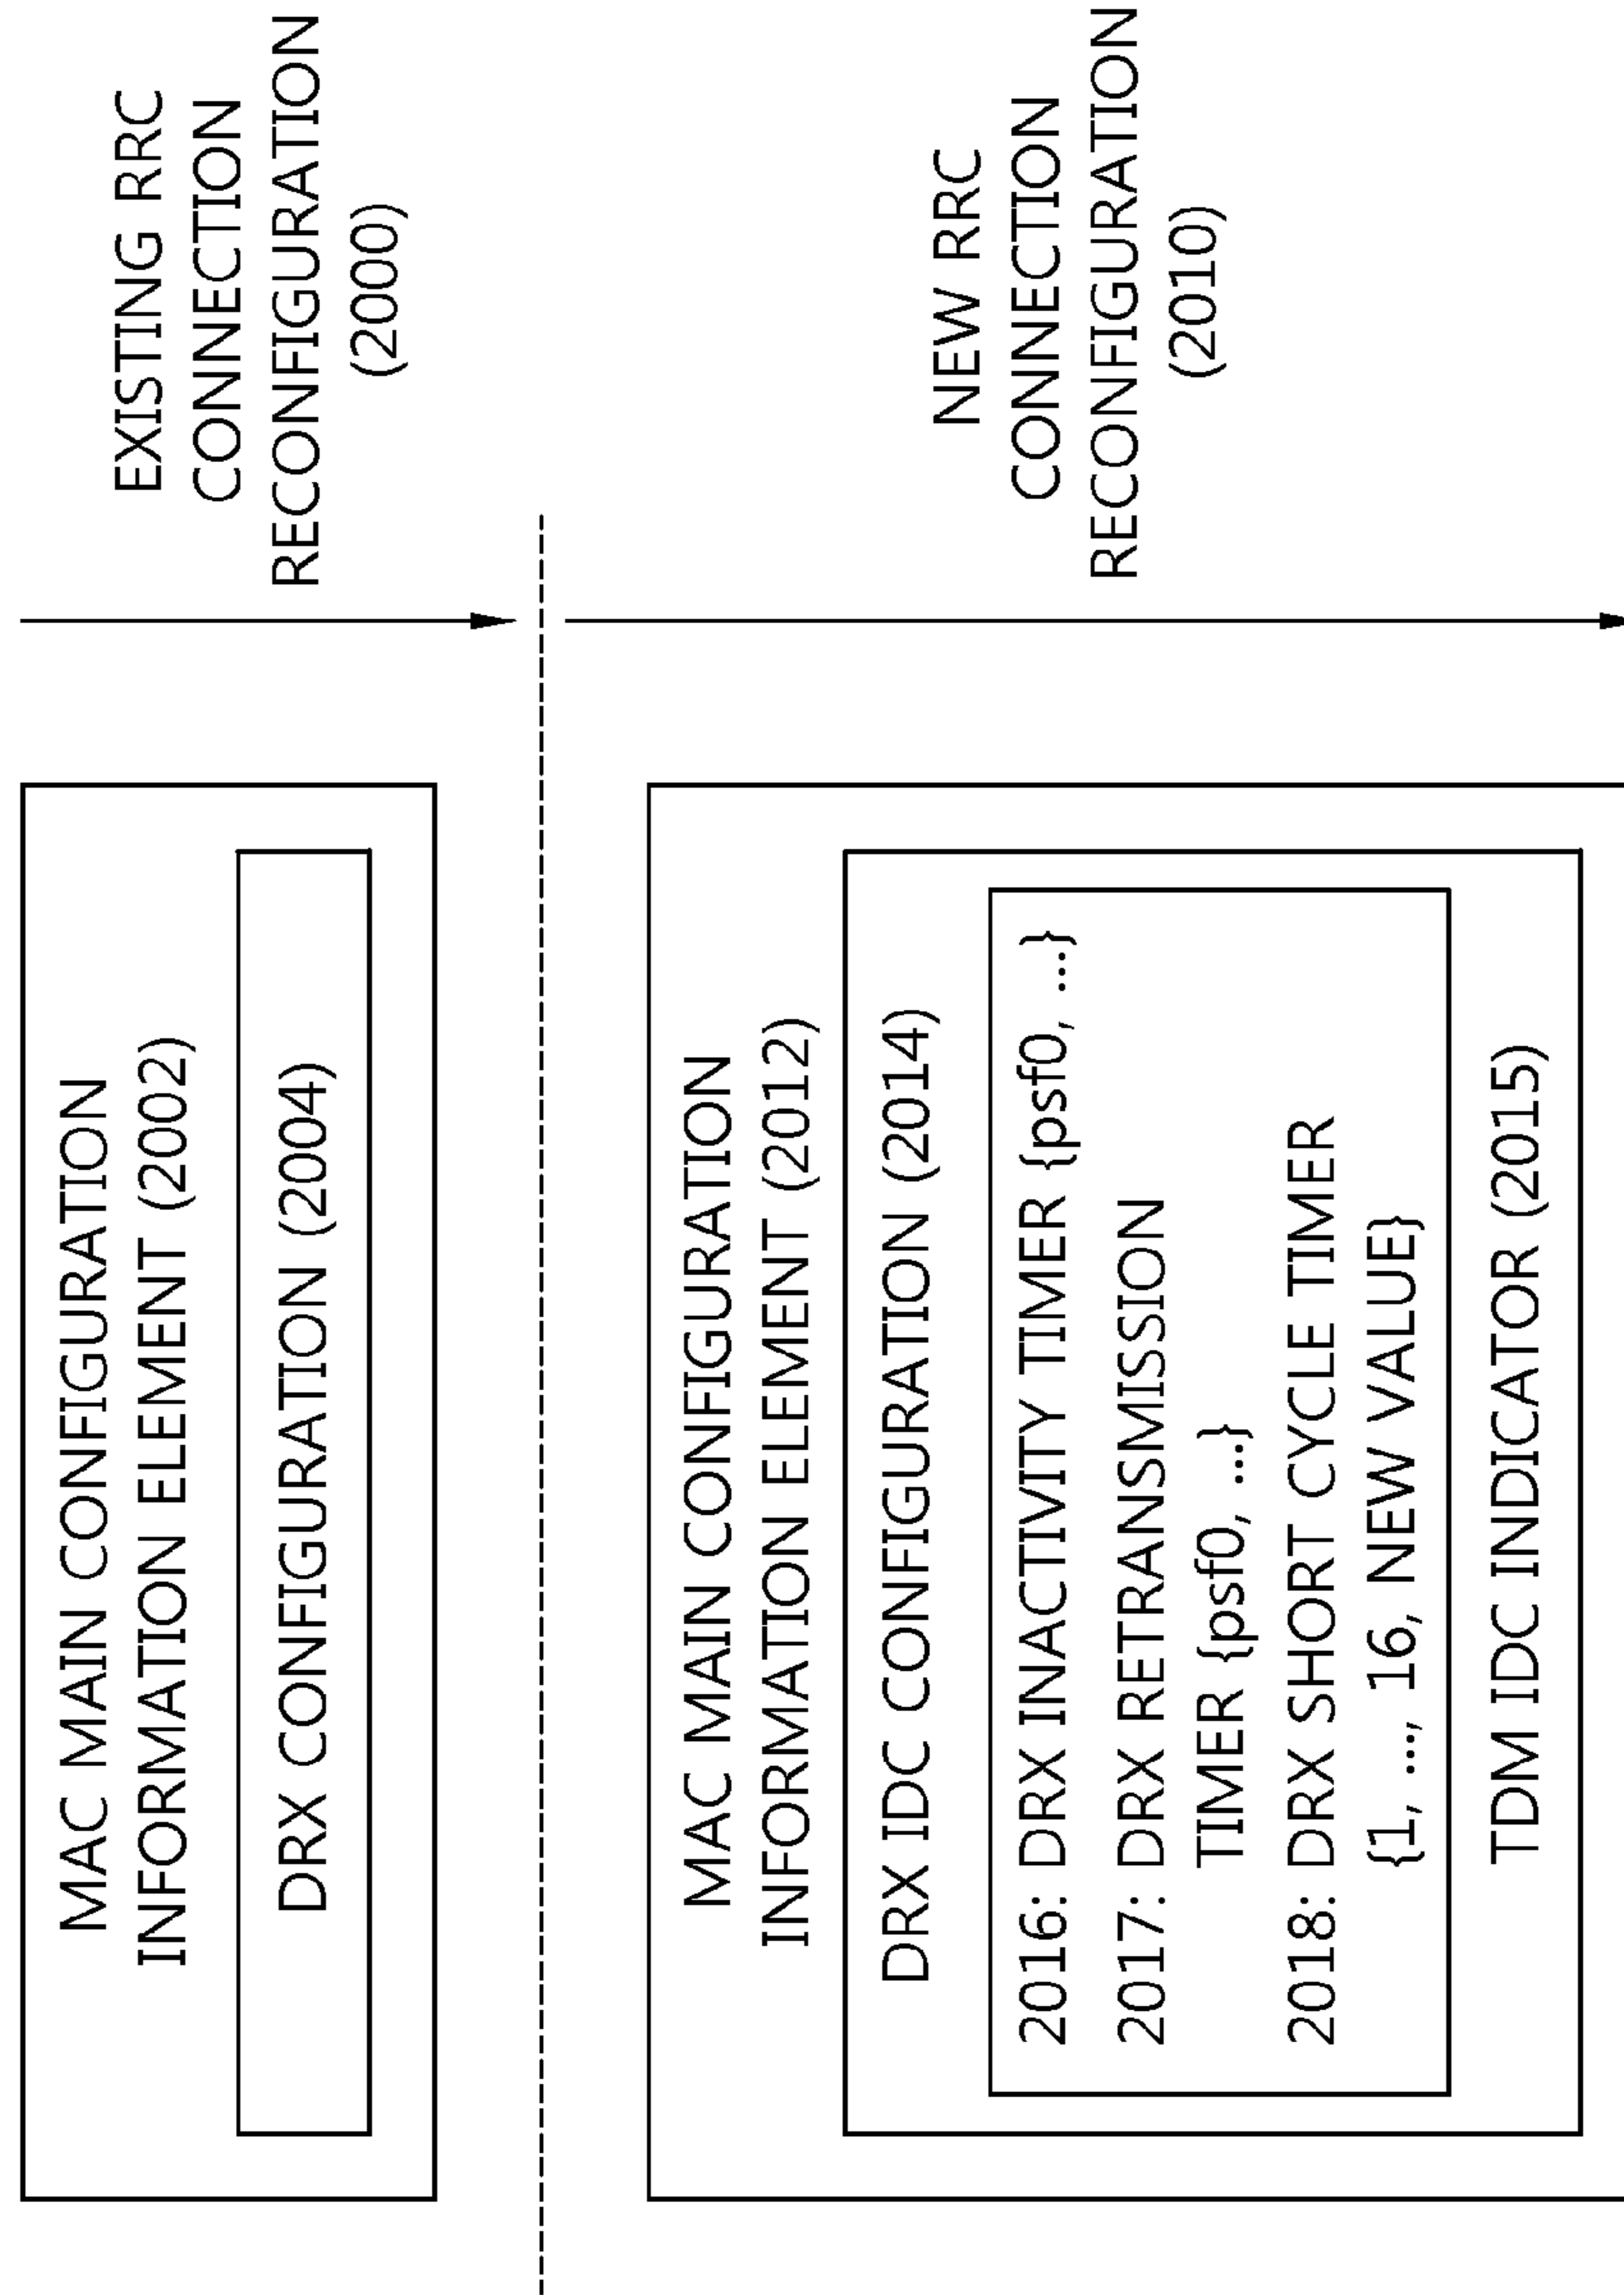 MAC MAIN CONFIGURATION
INFORMATION ELEMENT (2002)
DRX CONFIGURATION (2004)
EXISTING RRC
CONNECTION
RECONFIGURATION
(2000)
MAC MAIN CONFIGURATION
INFORMATION ELEMENT (2012)
DRX IDC CONFIGURATION (2014)
2016: DRX INACTIVITY TIMER {psf0, ...}
2017: DRX RETRANSMISSION
TIMER {psf0, ...}
2018: DRX SHORT CYCLE TIMER
{1, ..., 16, NEW VALUE}
TDM IDC INDICATOR (2015)
NEW RRC
CONNECTION
RECONFIGURATION
(2010)